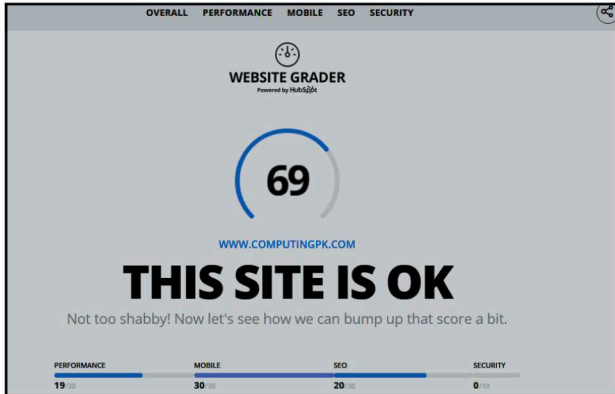 OVERALL PERFORMANCE MOBILE SEO SECURITY
WEBSITE GRADER
Powered by HubSpot
69
WWW.COMPUTINGPK.COM
THIS SITE IS OK
Not too shabby! Now let's see how we can bump up that score a bit.
PERFORMANCE MOBILE SEO SECURITY
19/30 30/30 20/30 0/10